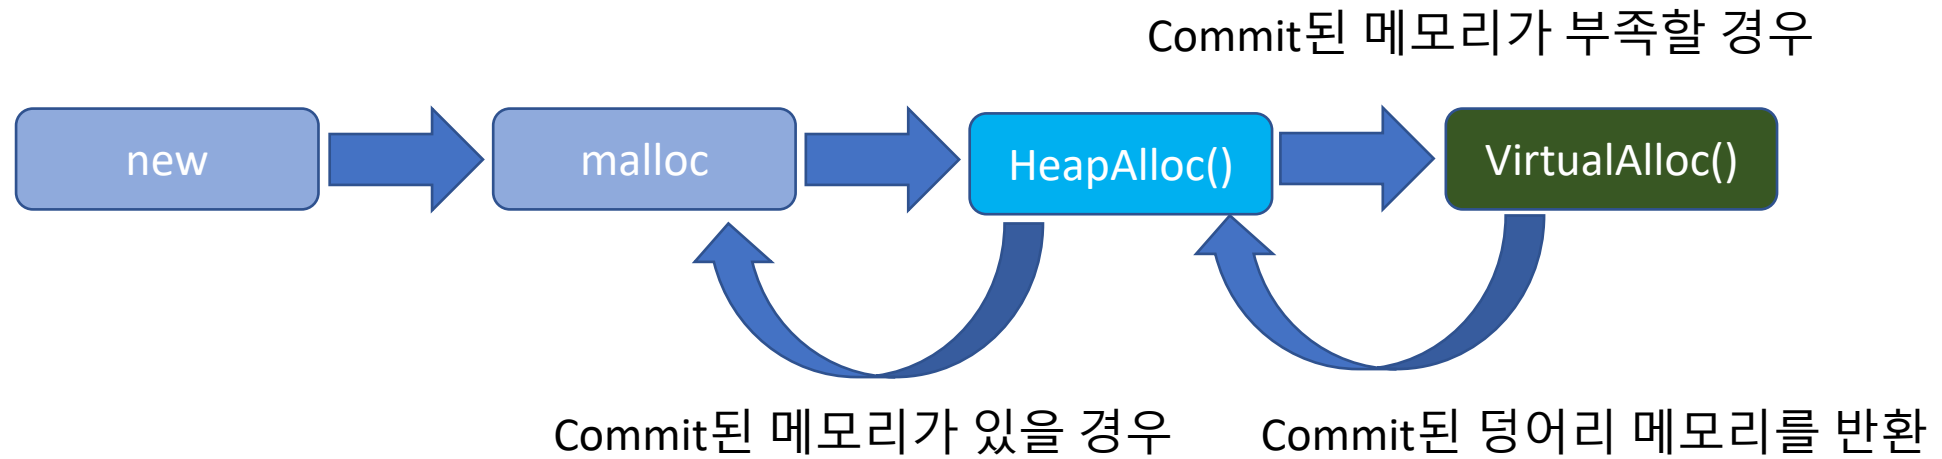 Commit된 메모리가 부족할 경우
new
malloc
HeapAlloc()
VirtualAlloc()
Commit된 메모리가 있을 경우
Commit된 덩어리 메모리를 반환